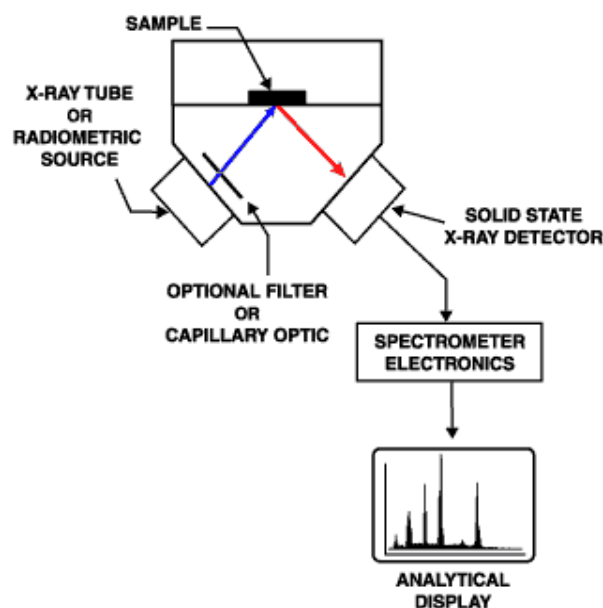 SAMPLE
X-RAY TUBE
OR
RADIOMETRIC
SOURCE
SOLID STATE
X-RAY DETECTOR
OPTIONAL FILTER
OR
CAPILLARY OPTIC
SPECTROMETER
ELECTRONICS
ANALYTICAL
DISPLAY